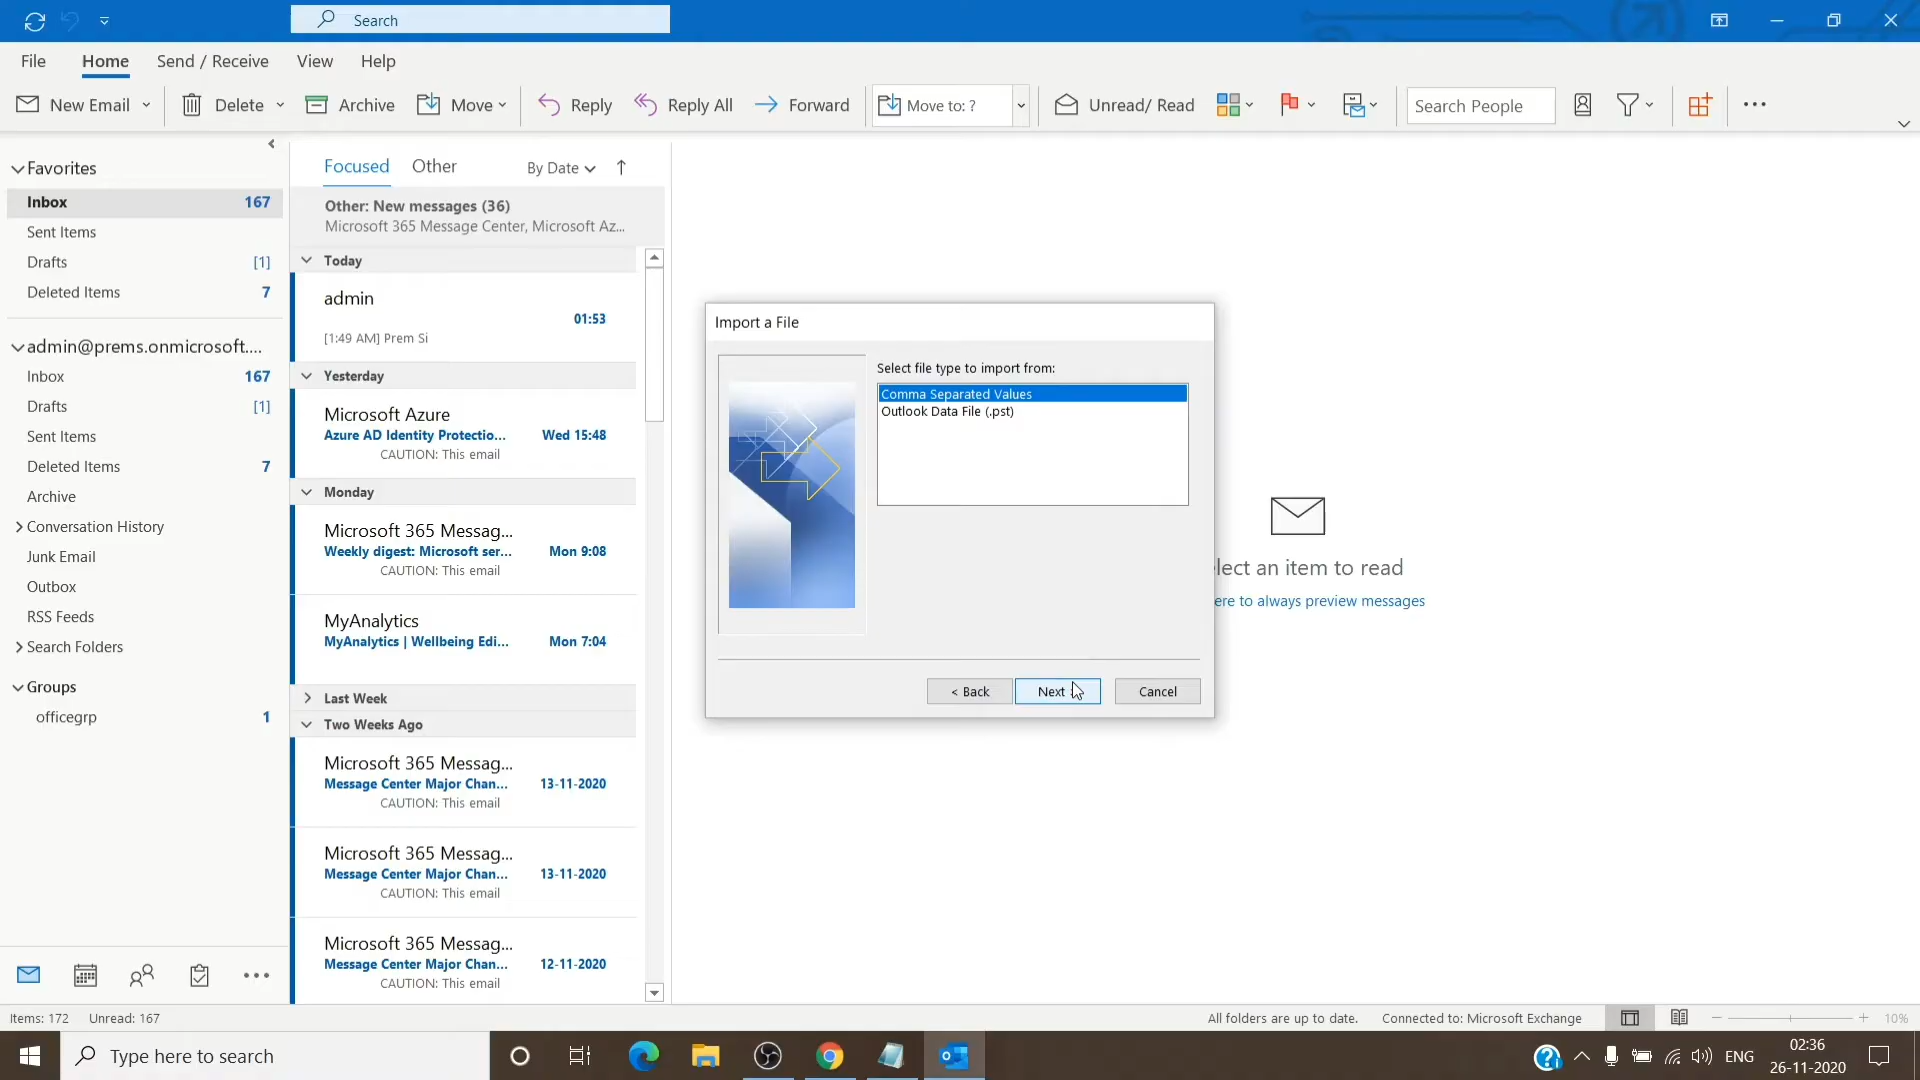 Search
File
Home
Send / Receive
View
Help
New Email
Delete
Archive
Move
Reply
Reply All
Forward
Move to: ?
Unread/ Read
Search People
Favorites
Inbox 167
Sent Items
Drafts [1]
Deleted Items 7
admin@prems.onmicrosoft....
Inbox 167
Drafts [1]
Sent Items
Deleted Items 7
Archive
Conversation History
Junk Email
Outbox
RSS Feeds
Search Folders
Groups
officegrp 1
Focused Other By Date
Other: New messages (36)
Microsoft 365 Message Center, Microsoft Az...
Today
admin
01:53
[1:49 AM] Prem Si
Yesterday
Microsoft Azure
Azure AD Identity Protectio... Wed 15:48
CAUTION: This email
Monday
Microsoft 365 Messag...
Weekly digest: Microsoft ser... Mon 9:08
CAUTION: This email
MyAnalytics
MyAnalytics | Wellbeing Edi... Mon 7:04
Last Week
Two Weeks Ago
Microsoft 365 Messag...
Message Center Major Chan... 13-11-2020
CAUTION: This email
Microsoft 365 Messag...
Message Center Major Chan... 13-11-2020
CAUTION: This email
Microsoft 365 Messag...
Message Center Major Chan... 12-11-2020
CAUTION: This email
Import a File
Select file type to import from:
Comma Separated Values
Outlook Data File (.pst)
< Back
Next
Cancel
lect an item to read
ere to always preview messages
Items: 172 Unread: 167
All folders are up to date. Connected to: Microsoft Exchange
10%
Type here to search
ENG
02:36
26-11-2020